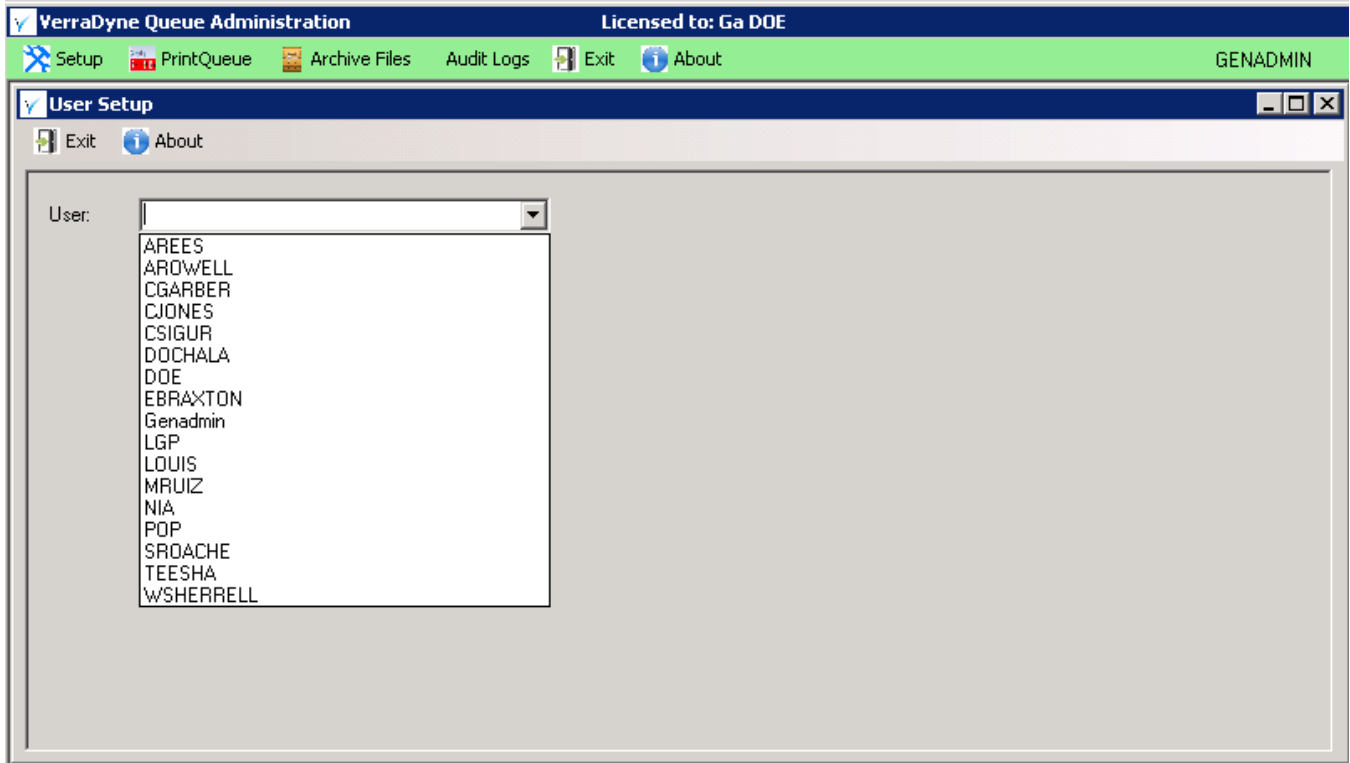 VerraDyne Queue Administration Licensed to: Ga DOE
Setup PrintQueue Archive Files Audit Logs Exit About GENADMIN
User Setup
Exit About
User:
AREES
AROWELL
CGARBER
CJONES
CSIGUR
DOCHALA
DOE
EBRAXTON
Genadmin
LGP
LOUIS
MRUIZ
NIA
POP
SROACHE
TEESHA
WSHERRELL